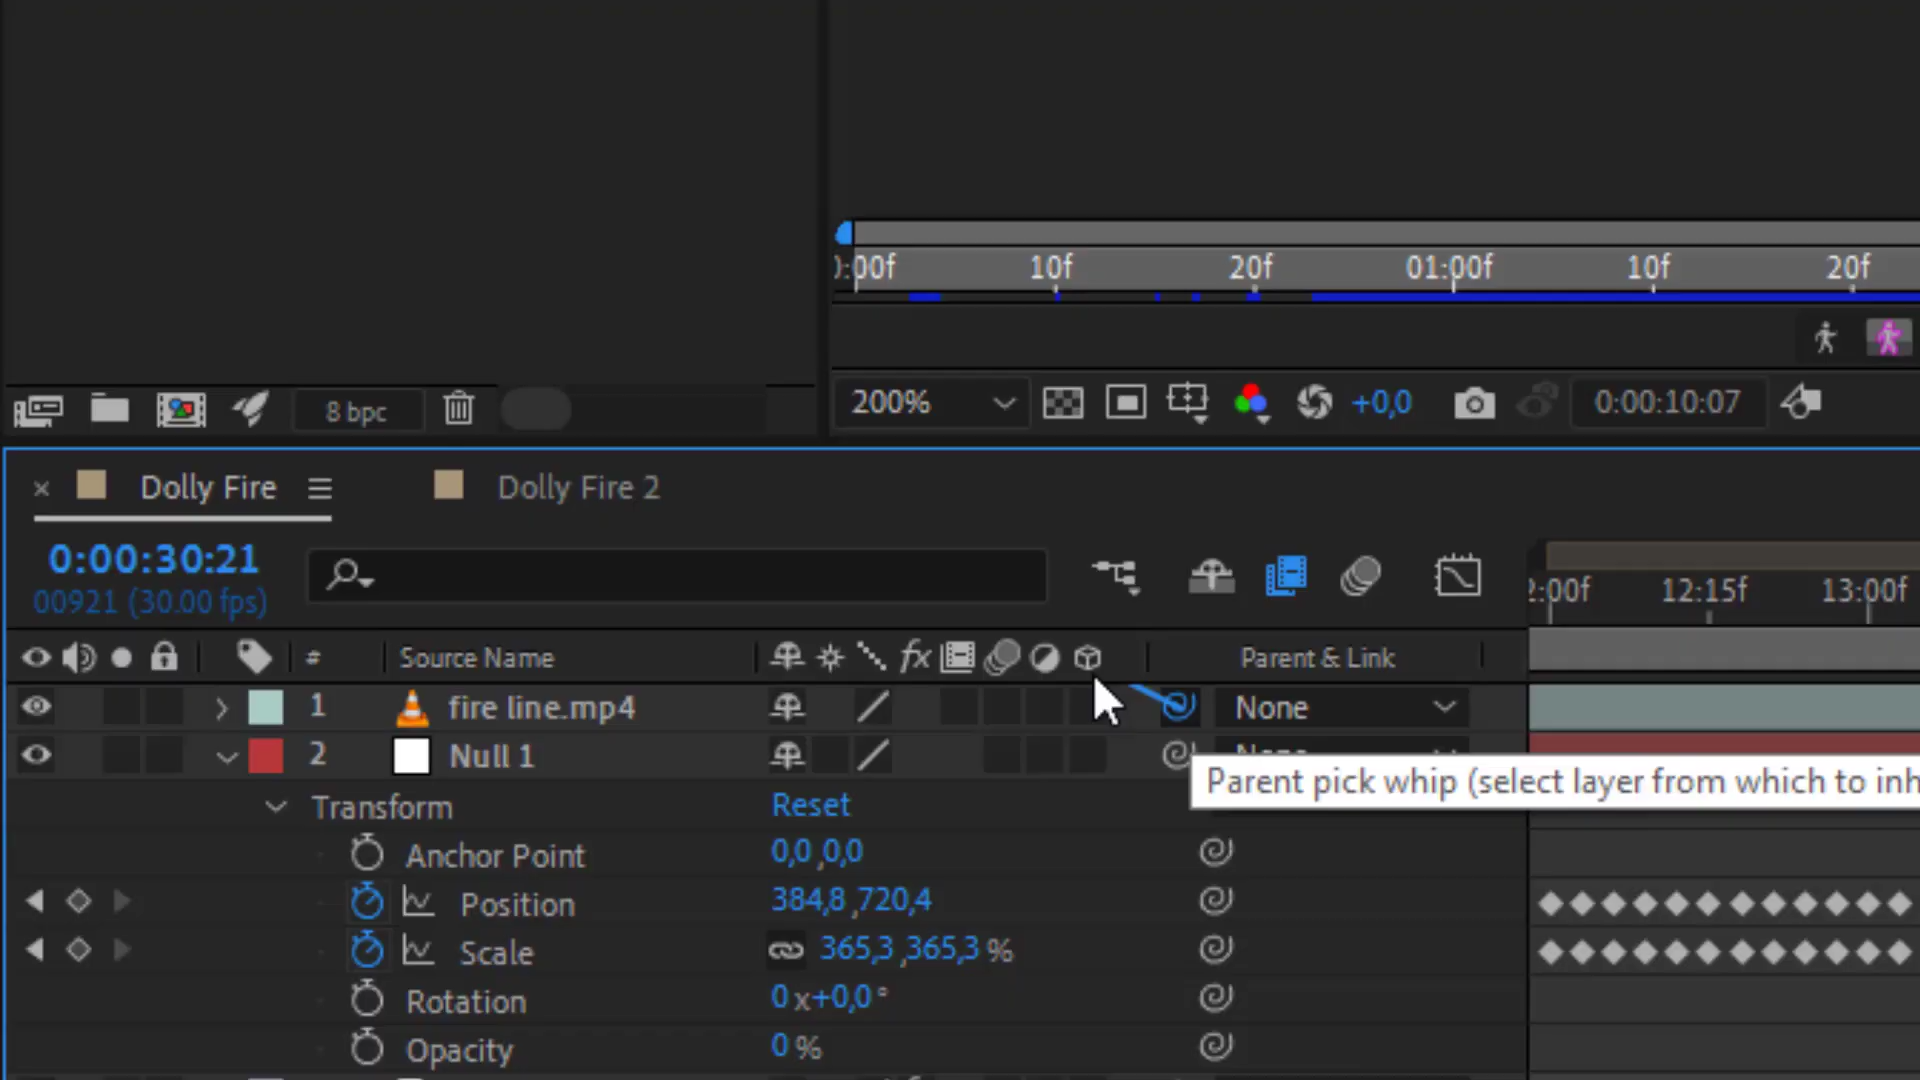 0:00f 10f 20f 01:00f 10f 20f
8 bpc
200% +0,0 0:00:10:07
Dolly Fire Dolly Fire 2
0:00:30:21
00921 (30.00 fps)
2:00f 12:15f 13:00f
# Source Name fx Parent & Link
1 fire line.mp4 None
2 Null 1 None
Parent pick whip (select layer from which to inh
Transform Reset
Anchor Point 0,0,0,0
Position 384,8,720,4
Scale 365,3,365,3 %
Rotation 0 x+0,0°
Opacity 0 %